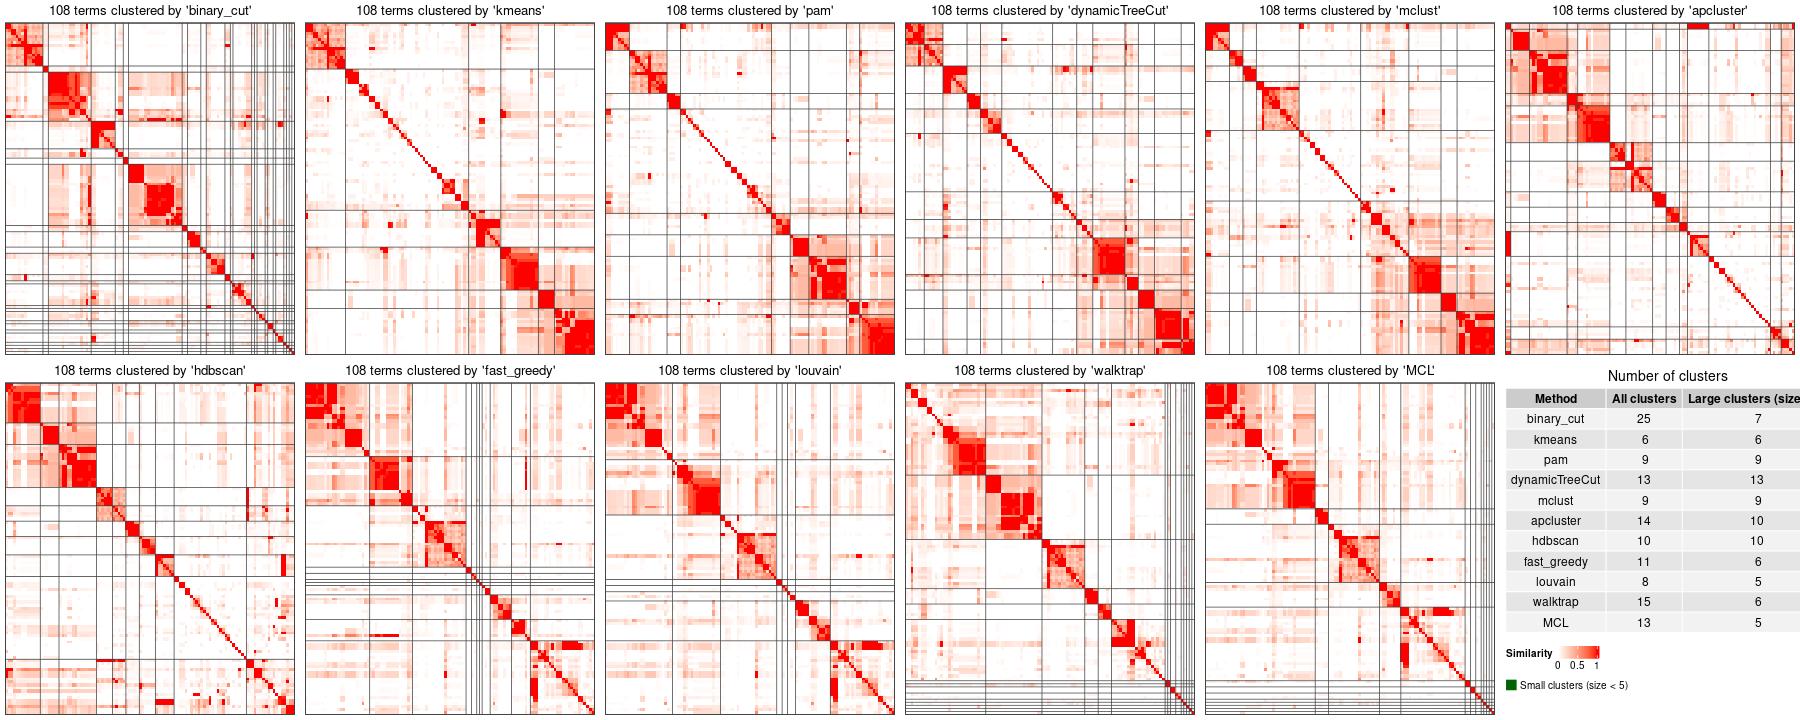 108 terms clustered by 'binary_cut'
108 terms clustered by 'kmeans'
108 terms clustered by 'pam'
108 terms clustered by 'dynamicTreeCut'
108 terms clustered by 'mclust'
108 terms clustered by 'apcluster'
108 terms clustered by 'hdbscan'
108 terms clustered by 'fast_greedy'
108 terms clustered by 'louvain'
108 terms clustered by 'walktrap'
108 terms clustered by 'MCL'
Number of clusters
Method All clusters Large clusters (size
binary_cut 25 7
kmeans 6 6
pam 9 9
dynamicTreeCut 13 13
mclust 9 9
apcluster 14 10
hdbscan 10 10
fast_greedy 11 6
louvain 8 5
walktrap 15 6
MCL 13 5
Similarity
0 0.5 1
Small clusters (size < 5)